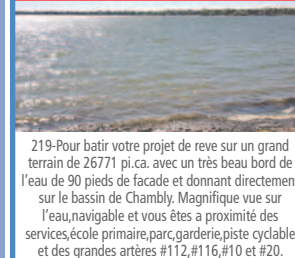 219-Pour batir votre projet de reve sur un grand
terrain de 26771 pi.ca. avec un très beau bord de
l'eau de 90 pieds de facade et donnant directemen
sur le bassin de Chambly. Magnifique vue sur
l'eau,navigable et vous êtes a proximité des
services,école primaire,parc,garderie,piste cyclable
et des grandes artères #112,#116,#10 et #20.